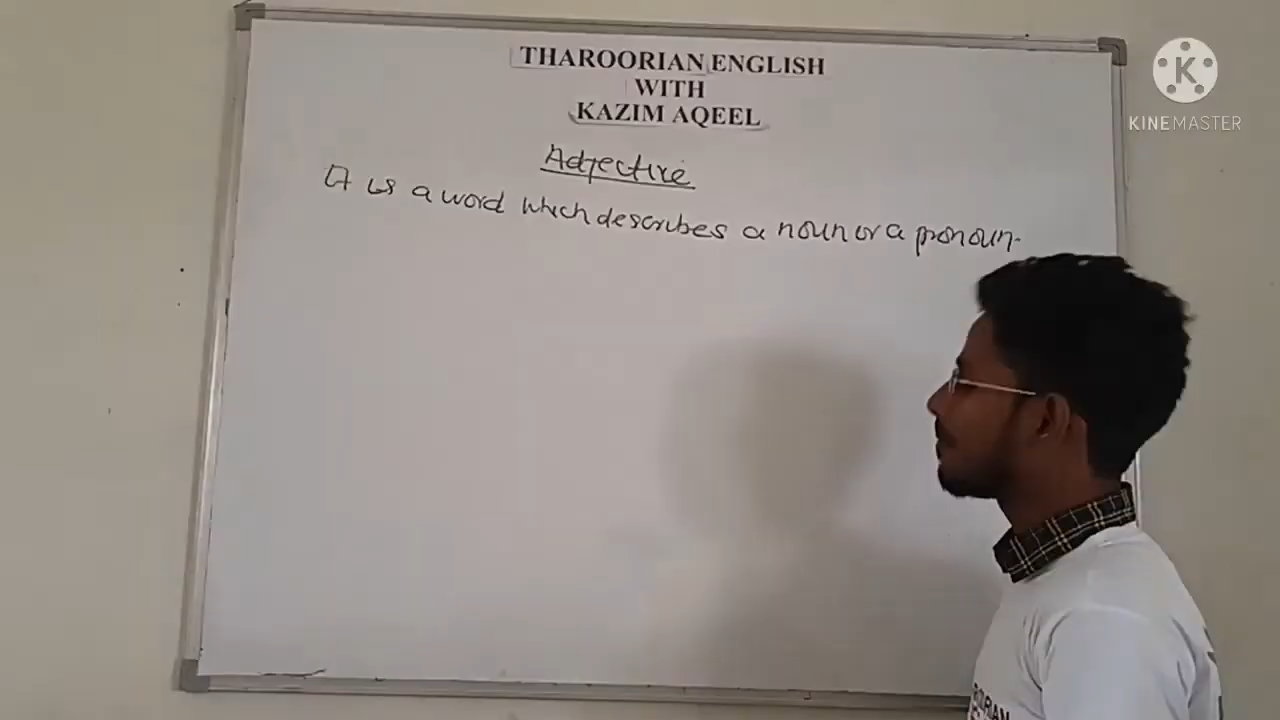 THAROORIAN ENGLISH
WITH
KAZIM AQEEL
Adjective
It is a word which describes a noun or a pronoun.
KINEMASTER